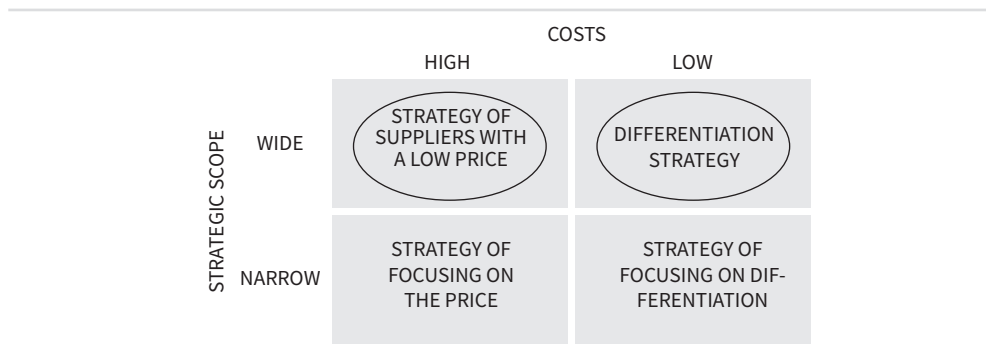 COSTS
HIGH
LOW
STRATEGIC SCOPE
WIDE
STRATEGY OF
SUPPLIERS WITH
A LOW PRICE
DIFFERENTIATION
STRATEGY
NARROW
STRATEGY OF
FOCUSING ON
THE PRICE
STRATEGY OF
FOCUSING ON DIF-
FERENTIATION